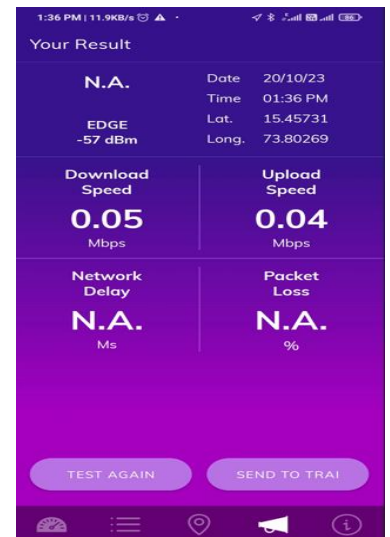 1:36 PM | 11.9KB/s
Your Result
N.A.
EDGE
-57 dBm
Date 20/10/23
Time 01:36 PM
Lat. 15.45731
Long. 73.80269
Download
Speed
0.05
Mbps
Upload
Speed
0.04
Mbps
Network
Delay
N.A.
Ms
Packet
Loss
N.A.
%
TEST AGAIN
SEND TO TRAI